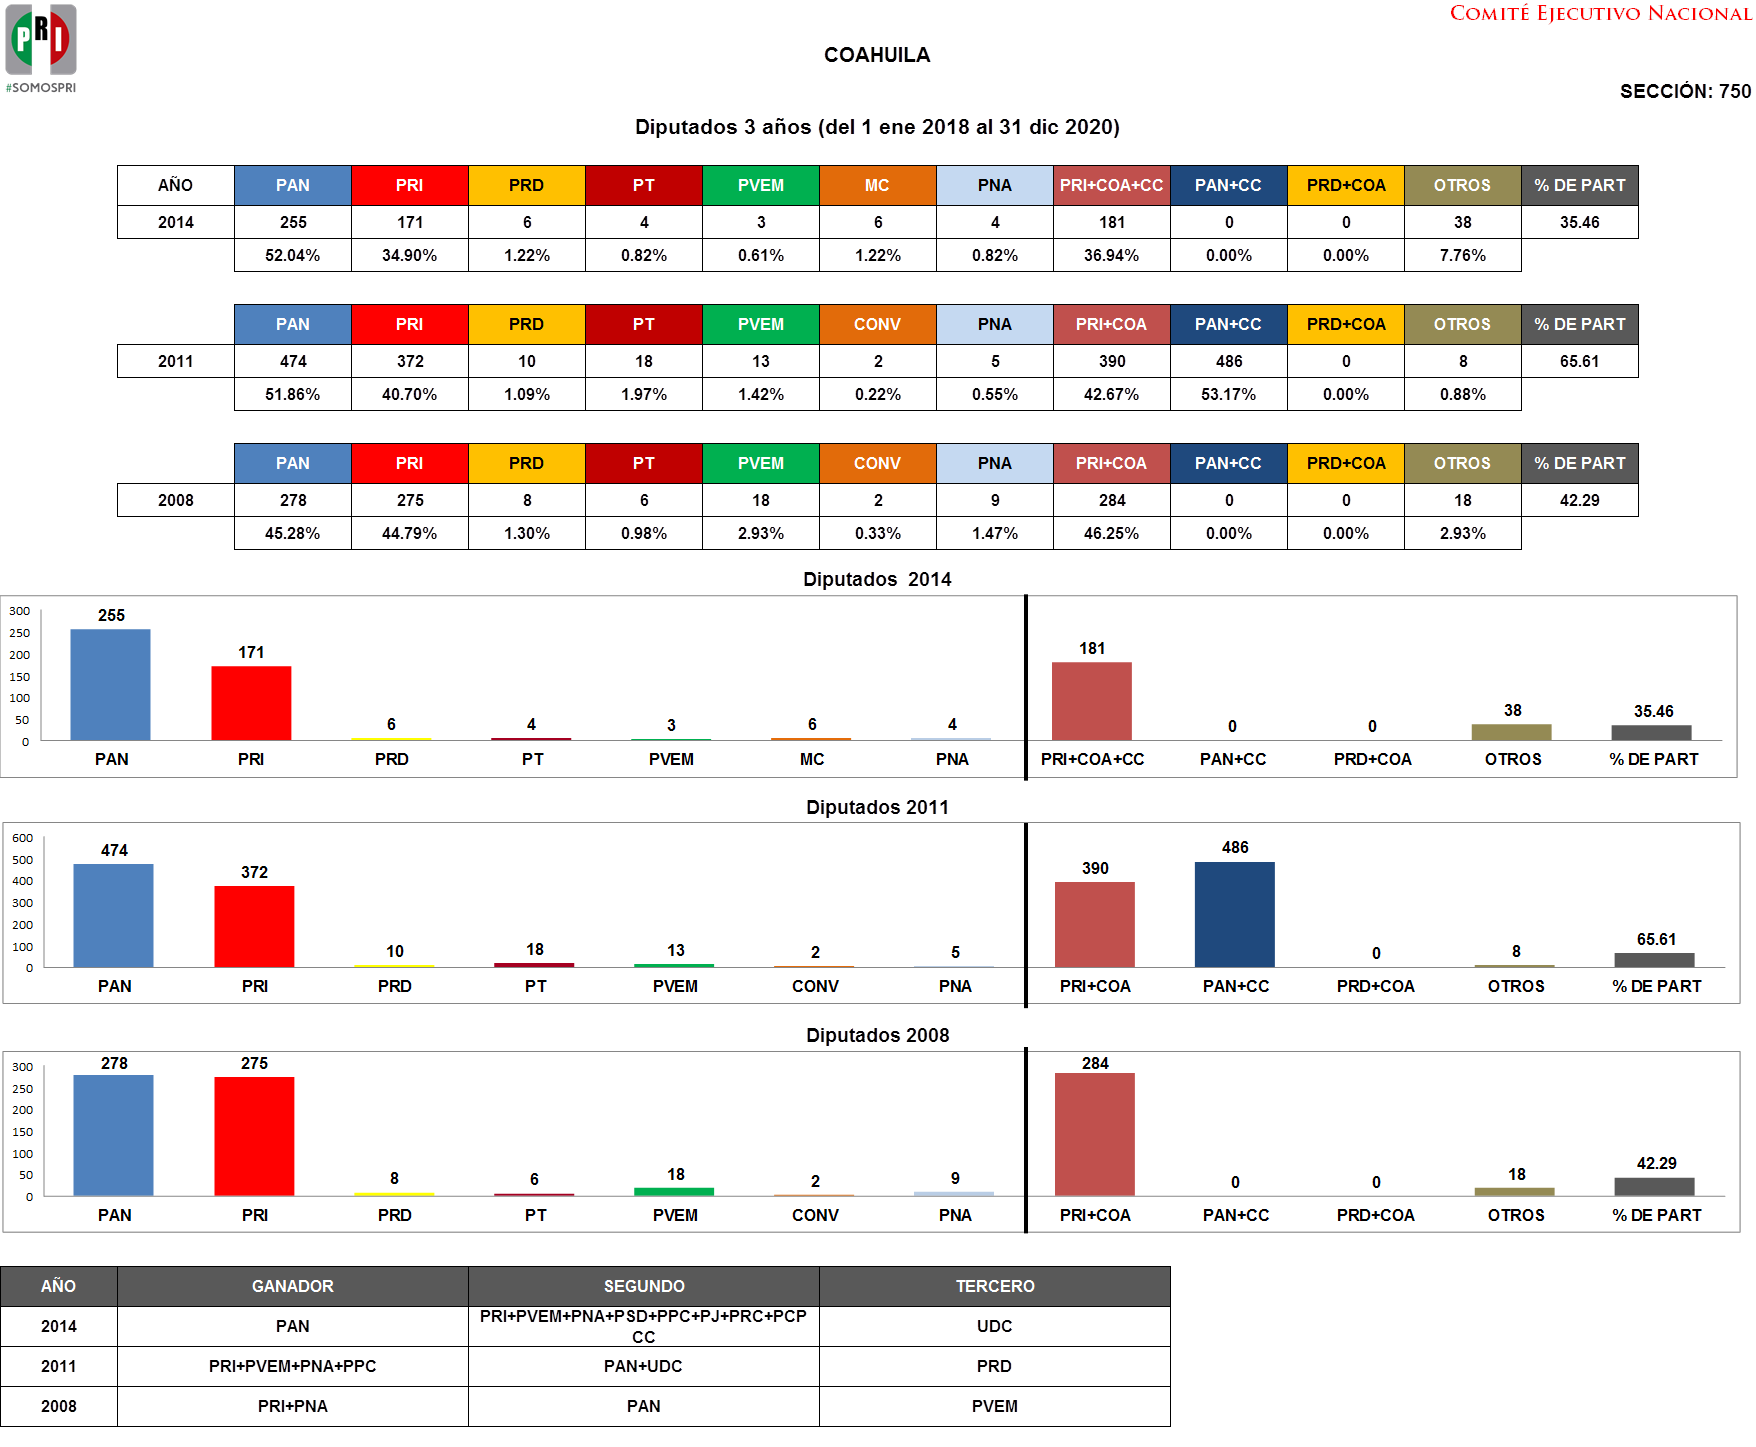 PRI
#SOMOSPRI
COMITÉ EJECUTIVO NACIONAL
COAHUILA
SECCIÓN: 750
Diputados 3 años (del 1 ene 2018 al 31 dic 2020)
AÑO PAN PRI PRD PT PVEM MC PNA PRI+COA+CC PAN+CC PRD+COA OTROS % DE PART
2014 255 171 6 4 3 6 4 181 0 0 38 35.46
52.04% 34.90% 1.22% 0.82% 0.61% 1.22% 0.82% 36.94% 0.00% 0.00% 7.76%
PAN PRI PRD PT PVEM CONV PNA PRI+COA PAN+CC PRD+COA OTROS % DE PART
2011 474 372 10 18 13 2 5 390 486 0 8 65.61
51.86% 40.70% 1.09% 1.97% 1.42% 0.22% 0.55% 42.67% 53.17% 0.00% 0.88%
PAN PRI PRD PT PVEM CONV PNA PRI+COA PAN+CC PRD+COA OTROS % DE PART
2008 278 275 8 6 18 2 9 284 0 0 18 42.29
45.28% 44.79% 1.30% 0.98% 2.93% 0.33% 1.47% 46.25% 0.00% 0.00% 2.93%
Diputados 2014
300
250
200
150
100
50
0
255 171 6 4 3 6 4 181 0 0 38 35.46
PAN PRI PRD PT PVEM MC PNA PRI+COA+CC PAN+CC PRD+COA OTROS % DE PART
Diputados 2011
600
500
400
300
200
100
0
474 372 10 18 13 2 5 390 486 0 8 65.61
PAN PRI PRD PT PVEM CONV PNA PRI+COA PAN+CC PRD+COA OTROS % DE PART
Diputados 2008
300
250
200
150
100
50
0
278 275 8 6 18 2 9 284 0 0 18 42.29
PAN PRI PRD PT PVEM CONV PNA PRI+COA PAN+CC PRD+COA OTROS % DE PART
AÑO GANADOR SEGUNDO TERCERO
2014 PAN PRI+PVEM+PNA+PSD+PPC+PJ+PRC+PCP CC UDC
2011 PRI+PVEM+PNA+PPC PAN+UDC PRD
2008 PRI+PNA PAN PVEM